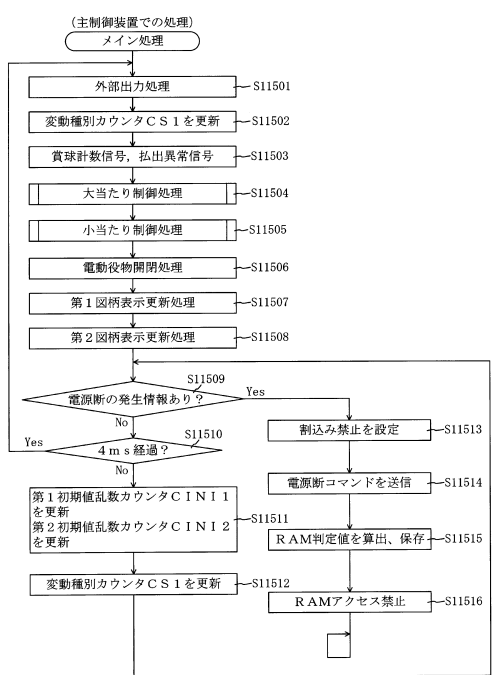 (主制御装置での処理)
メイン処理
外部出力処理
S11501
変動種別カウンタCS1を更新
S11502
賞球計数信号，払出異常信号
S11503
大当たり制御処理
S11504
小当たり制御処理
S11505
電動役物開閉処理
S11506
第1図柄表示更新処理
S11507
第2図柄表示更新処理
S11508
S11509
電源断の発生情報あり？
Yes
No
S11510
Yes
4ms経過？
No
第1初期値乱数カウンタCINI1
を更新
第2初期値乱数カウンタCINI2
を更新
S11511
変動種別カウンタCS1を更新
S11512
割込み禁止を設定
S11513
電源断コマンドを送信
S11514
RAM判定値を算出、保存
S11515
RAMアクセス禁止
S11516